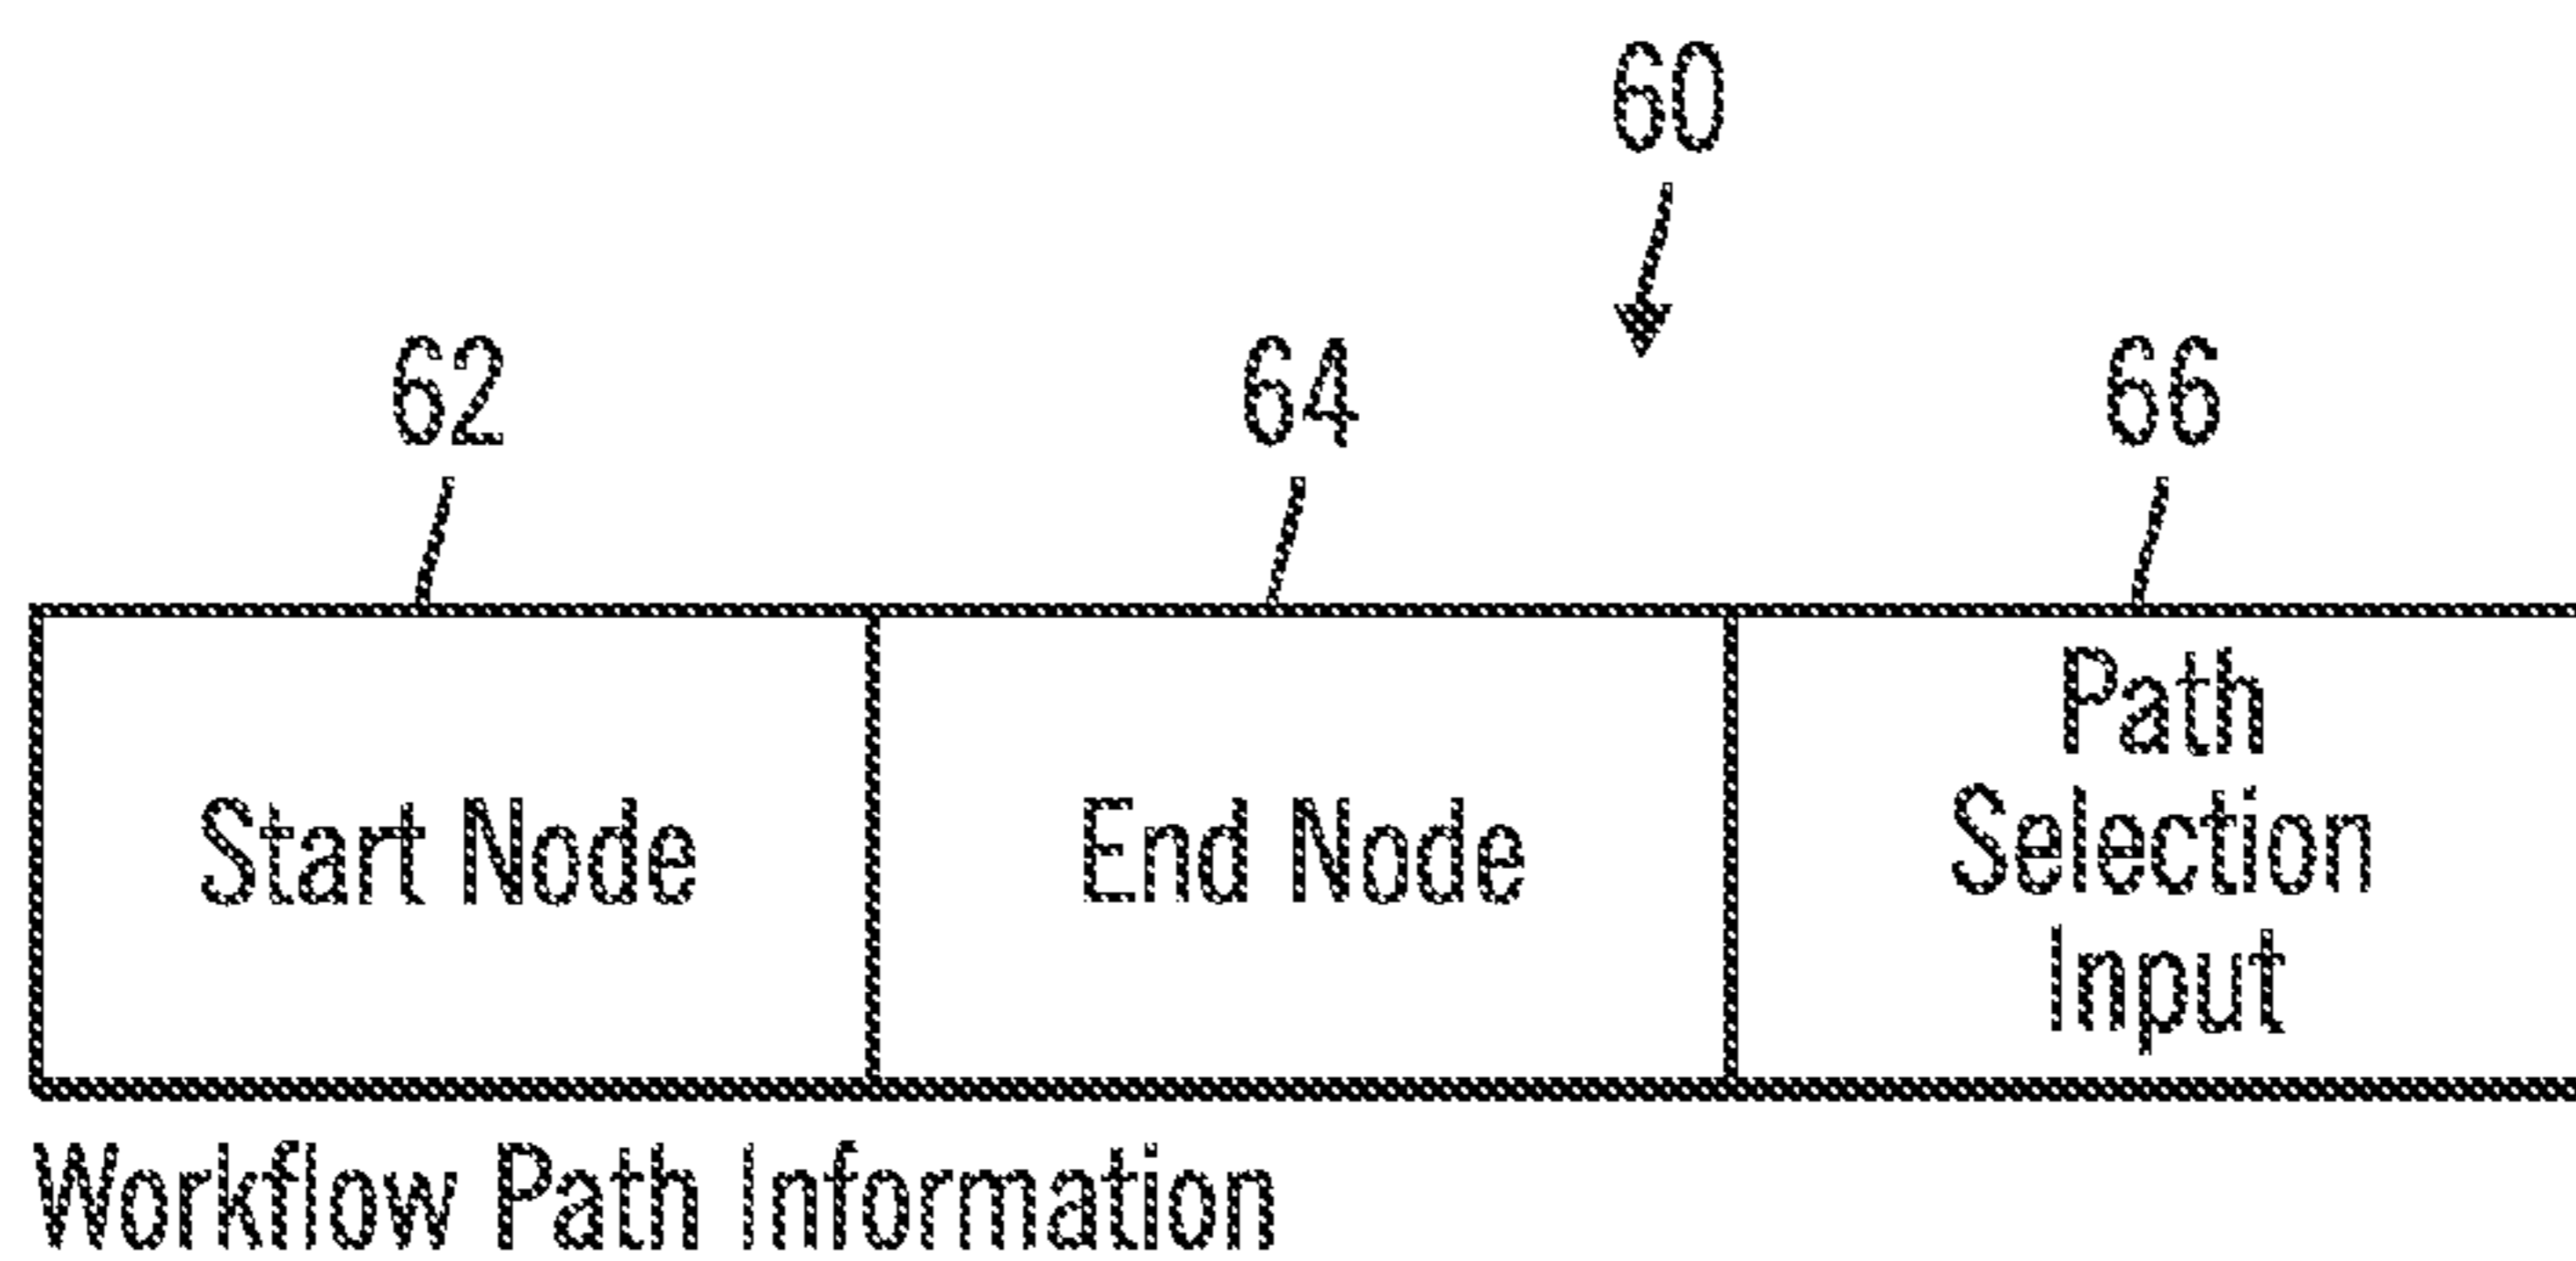 60
62 64 66
Start Node
End Node
Path
Selection
Input
Workflow Path Information